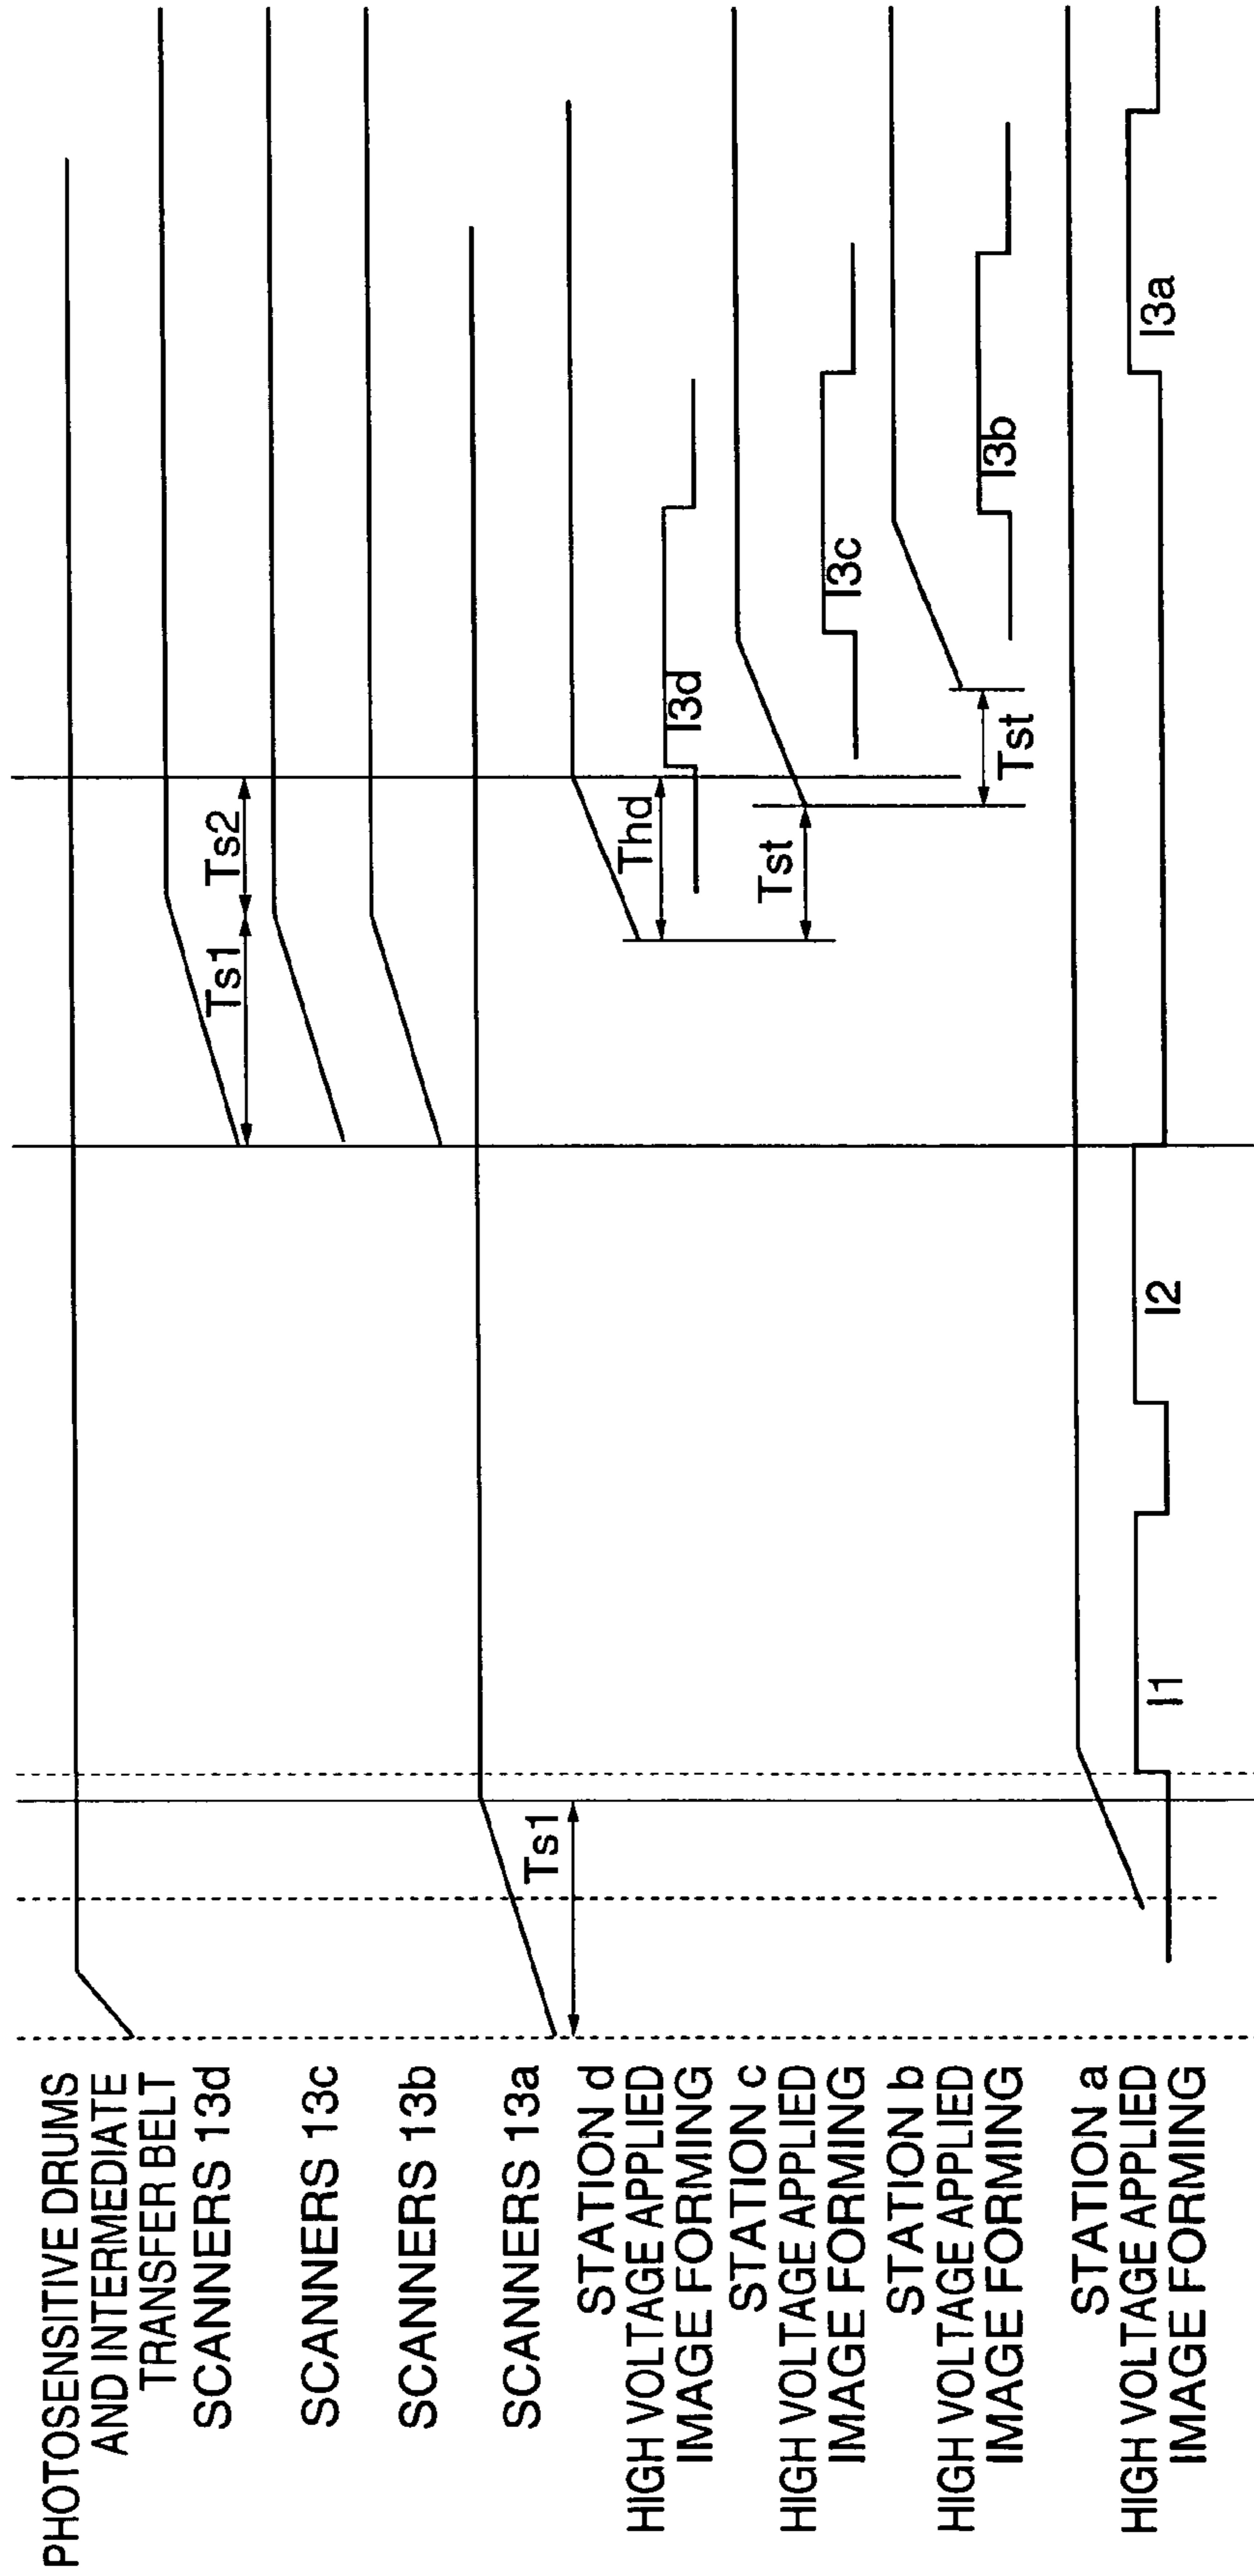 PHOTOSENSITIVE DRUMS
AND INTERMEDIATE
TRANSFER BELT
SCANNERS 13d
Ts1
Ts2
SCANNERS 13c
SCANNERS 13b
SCANNERS 13a
Ts1
STATION d
HIGH VOLTAGE APPLIED
IMAGE FORMING
Thd
I3d
STATION c
HIGH VOLTAGE APPLIED
IMAGE FORMING
Tst
I3c
STATION b
HIGH VOLTAGE APPLIED
IMAGE FORMING
Tst
I3b
STATION a
HIGH VOLTAGE APPLIED
IMAGE FORMING
I1
I2
I3a